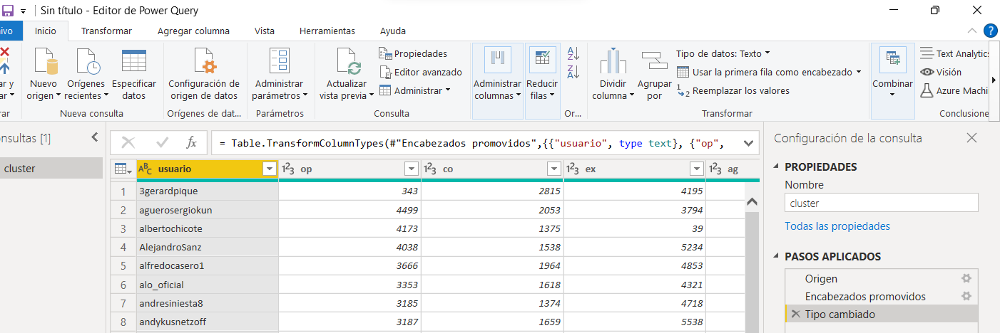 Sin título - Editor de Power Query
ivo Inicio Transformar Agregar columna Vista Herramientas Ayuda ?
Nuevo origen Orígenes recientes Especificar datos
Nueva consulta
Configuración de origen de datos
Orígenes de dat...
Administrar parámetros
Parámetros
Actualizar vista previa
Propiedades
Editor avanzado
Administrar
Consulta
Administrar columnas
Reducir filas
Or...
Dividir columna
Agrupar por
Tipo de datos: Texto
Usar la primera fila como encabezado
Reemplazar los valores
Transformar
Combinar
Text Analytic
Visión
Azure Machi
Conclusione
onsultas [1]
cluster
fx = Table.TransformColumnTypes(#"Encabezados promovidos",{{"usuario", type text}, {"op",
ABC usuario 123 op 123 co 123 ex 123 ag
1 3gerardpique 343 2815 4195
2 aguerosergiokun 4499 2053 3794
3 albertochicote 4173 1375 39
4 AlejandroSanz 4038 1538 5234
5 alfredocasero1 3666 1964 4853
6 alo_oficial 3353 1618 4321
7 andresiniesta8 3185 1374 4718
8 andykusnetzoff 3187 1659 5538
Configuración de la consulta
PROPIEDADES
Nombre
cluster
Todas las propiedades
PASOS APLICADOS
Origen
Encabezados promovidos
Tipo cambiado